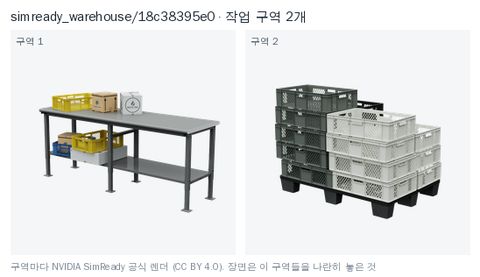 simready_warehouse/18c38395e0 · 작업 구역 2개
구역 1
구역 2
구역마다 NVIDIA SimReady 공식 렌더 (CC BY 4.0). 장면은 이 구역들을 나란히 놓은 것